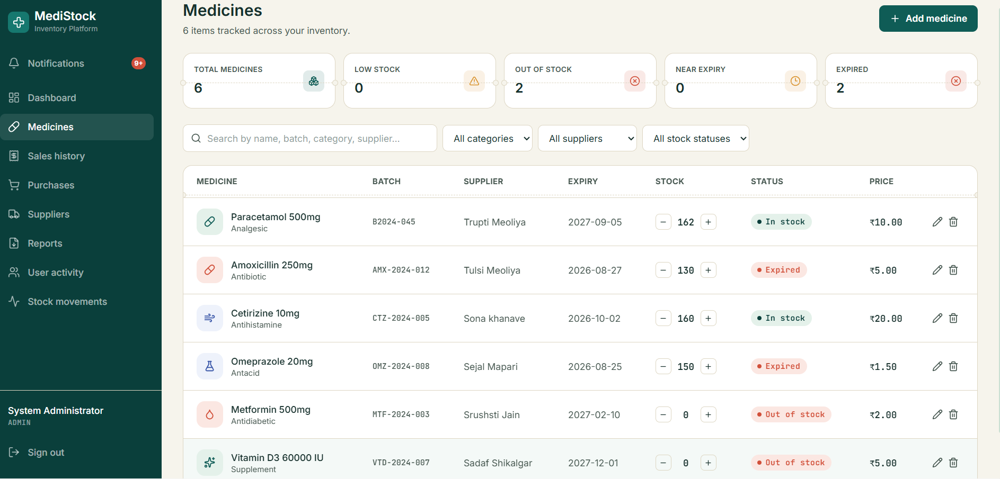 MediStock
Inventory Platform
Notifications 9+
Dashboard
Medicines
Sales history
Purchases
Suppliers
Reports
User activity
Stock movements
System Administrator
ADMIN
Sign out
Medicines
6 items tracked across your inventory.
+ Add medicine
TOTAL MEDICINES
6
LOW STOCK
0
OUT OF STOCK
2
NEAR EXPIRY
0
EXPIRED
2
Search by name, batch, category, supplier...
All categories
All suppliers
All stock statuses
MEDICINE BATCH SUPPLIER EXPIRY STOCK STATUS PRICE
Paracetamol 500mg B2024-045 Trupti Meoliya 2027-09-05 − 162 + In stock ₹10.00
Analgesic
Amoxicillin 250mg AMX-2024-012 Tulsi Meoliya 2026-08-27 − 130 + Expired ₹5.00
Antibiotic
Cetirizine 10mg CTZ-2024-005 Sona khanave 2026-10-02 − 160 + In stock ₹20.00
Antihistamine
Omeprazole 20mg OMZ-2024-008 Sejal Mapari 2026-08-25 − 150 + Expired ₹1.50
Antacid
Metformin 500mg MTF-2024-003 Srushsti Jain 2027-02-10 − 0 + Out of stock ₹2.00
Antidiabetic
Vitamin D3 60000 IU VTD-2024-007 Sadaf Shikalgar 2027-12-01 − 0 + Out of stock ₹5.00
Supplement